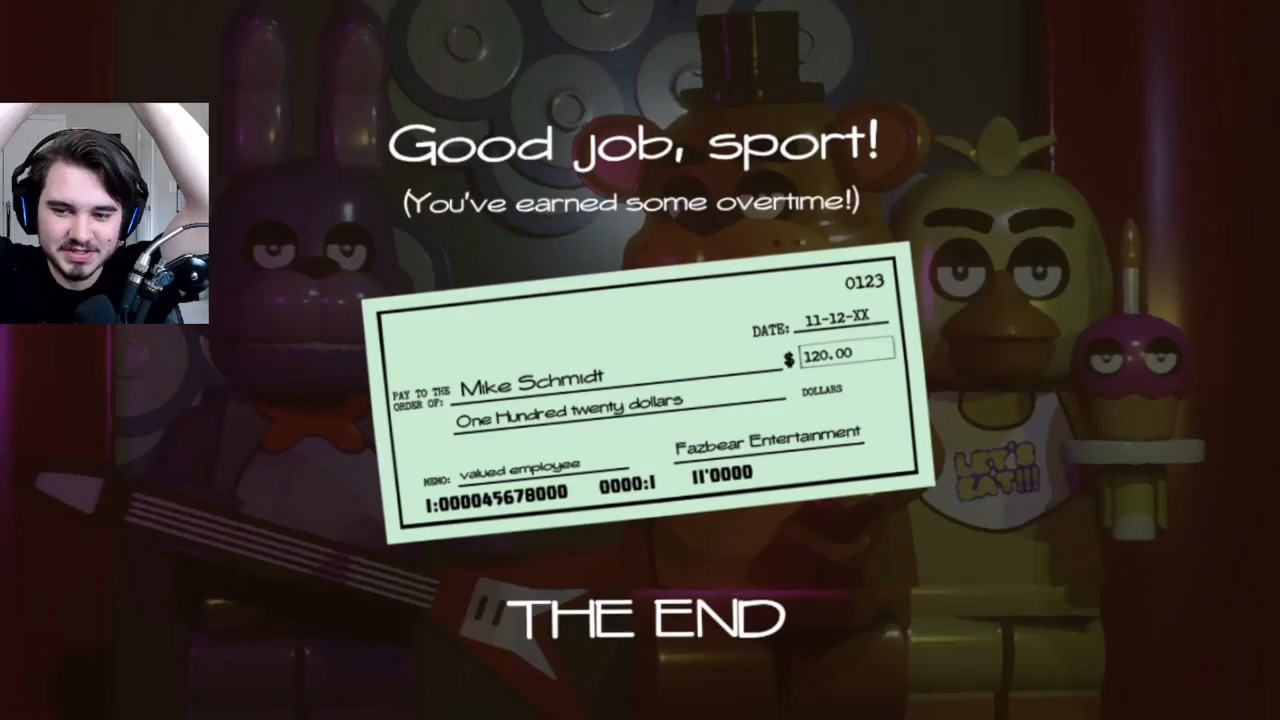 Good job, sport!
(You've earned some overtime!)
0123
DATE: 11-12-XX
PAY TO THE
ORDER OF: Mike Schmidt $ 120.00
One Hundred twenty dollars DOLLARS
MEMO: valued employee Fazbear Entertainment
1:000045678000 0000:1 11'0000
LET'S
EAT!!!
THE END